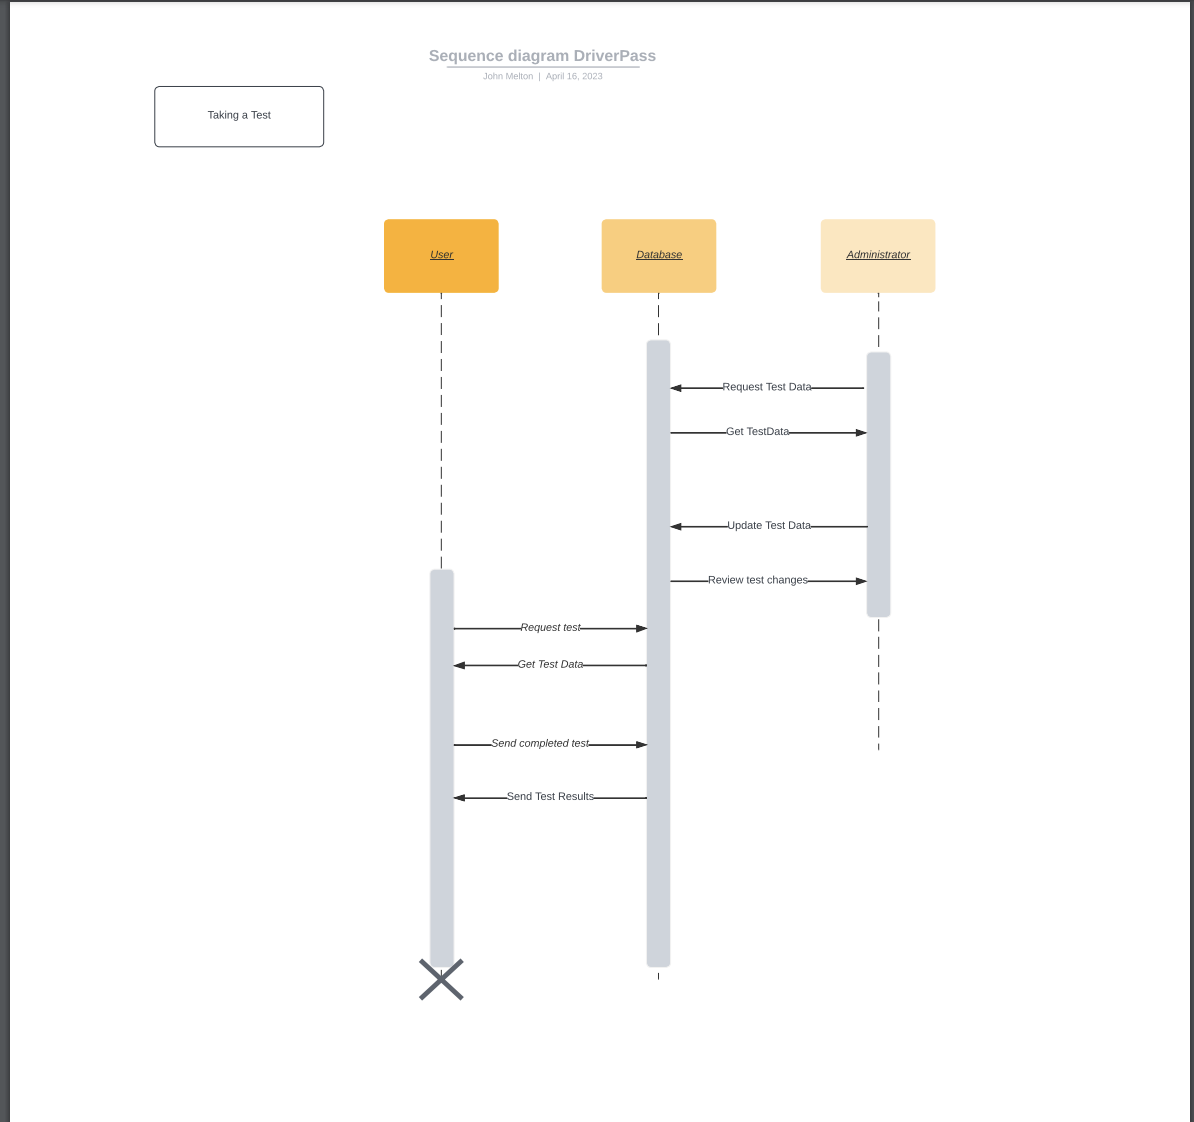 Sequence diagram DriverPass
John Melton | April 16, 2023
Taking a Test
User
Database
Administrator
Request Test Data
Get TestData
Update Test Data
Review test changes
Request test
Get Test Data
Send completed test
Send Test Results